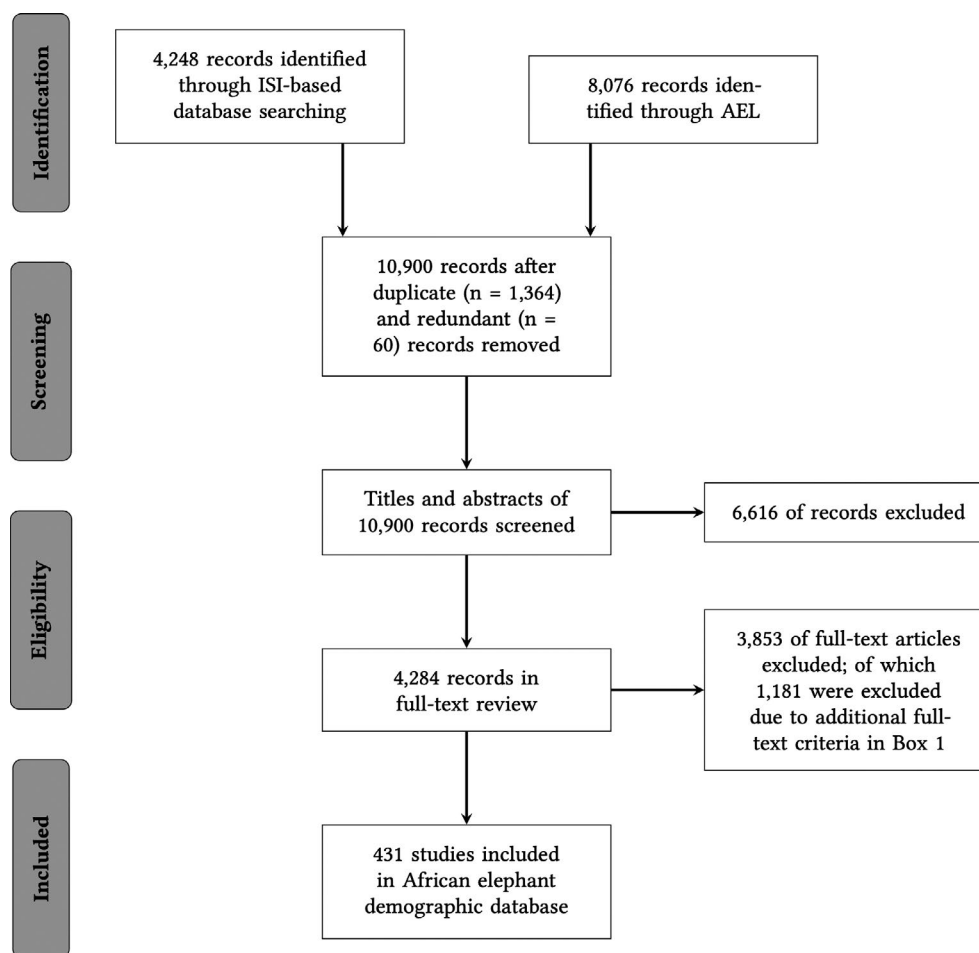 Identification
4,248 records identified
through ISI-based
database searching
8,076 records iden-
tified through AEL
Screening
10,900 records after
duplicate (n = 1,364)
and redundant (n =
60) records removed
Titles and abstracts of
10,900 records screened
6,616 of records excluded
Eligibility
4,284 records in
full-text review
3,853 of full-text articles
excluded; of which
1,181 were excluded
due to additional full-
text criteria in Box 1
Included
431 studies included
in African elephant
demographic database